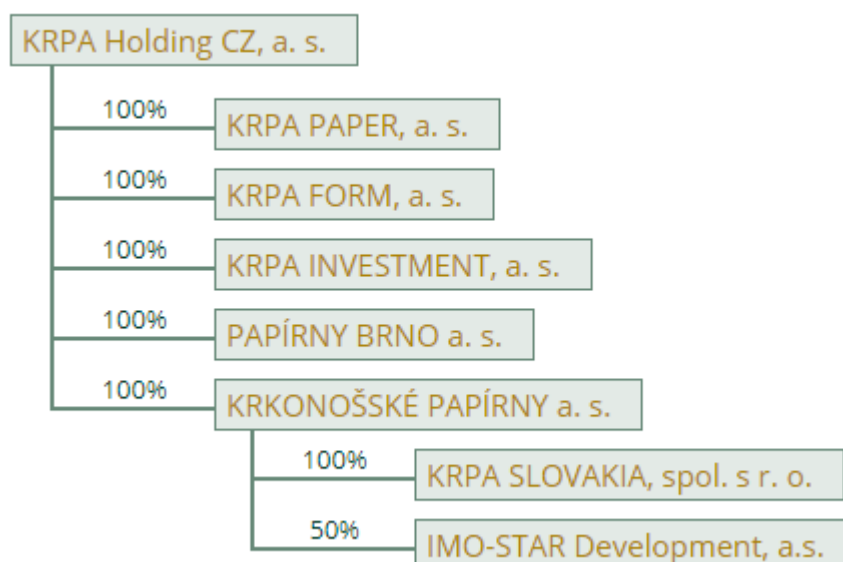 KRPA Holding CZ, a. s.
100%
KRPA PAPER, a. s.
100%
KRPA FORM, a. s.
100%
KRPA INVESTMENT, a. s.
100%
PAPÍRNY BRNO a. s.
100%
KRKONOŠSKÉ PAPÍRNY a. s.
100%
KRPA SLOVAKIA, spol. s r. o.
50%
IMO-STAR Development, a.s.